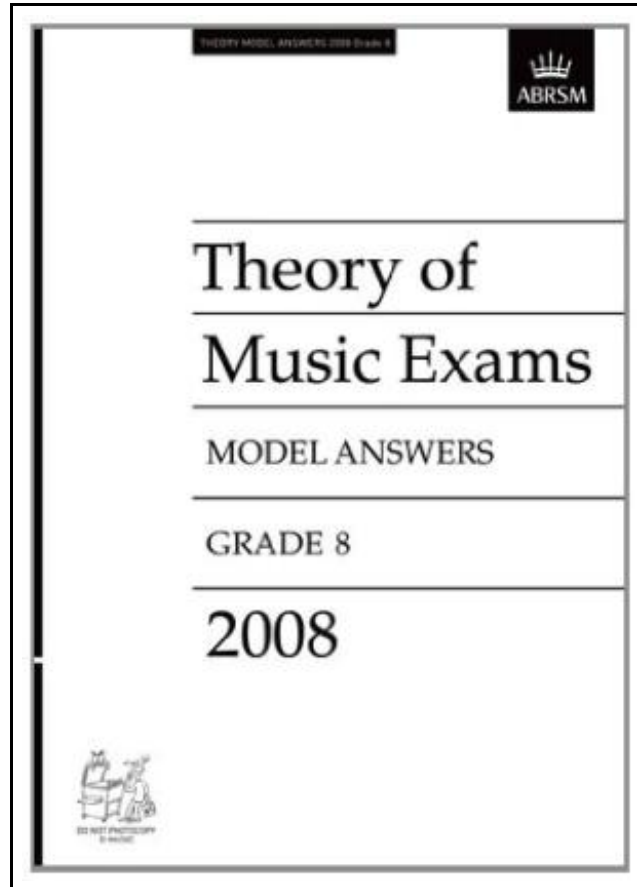 THEORY MODEL ANSWERS 2008 Grade 8
ABRSM
Theory of
Music Exams
MODEL ANSWERS
GRADE 8
2008
DO NOT PHOTOCOPY
© MUSIC